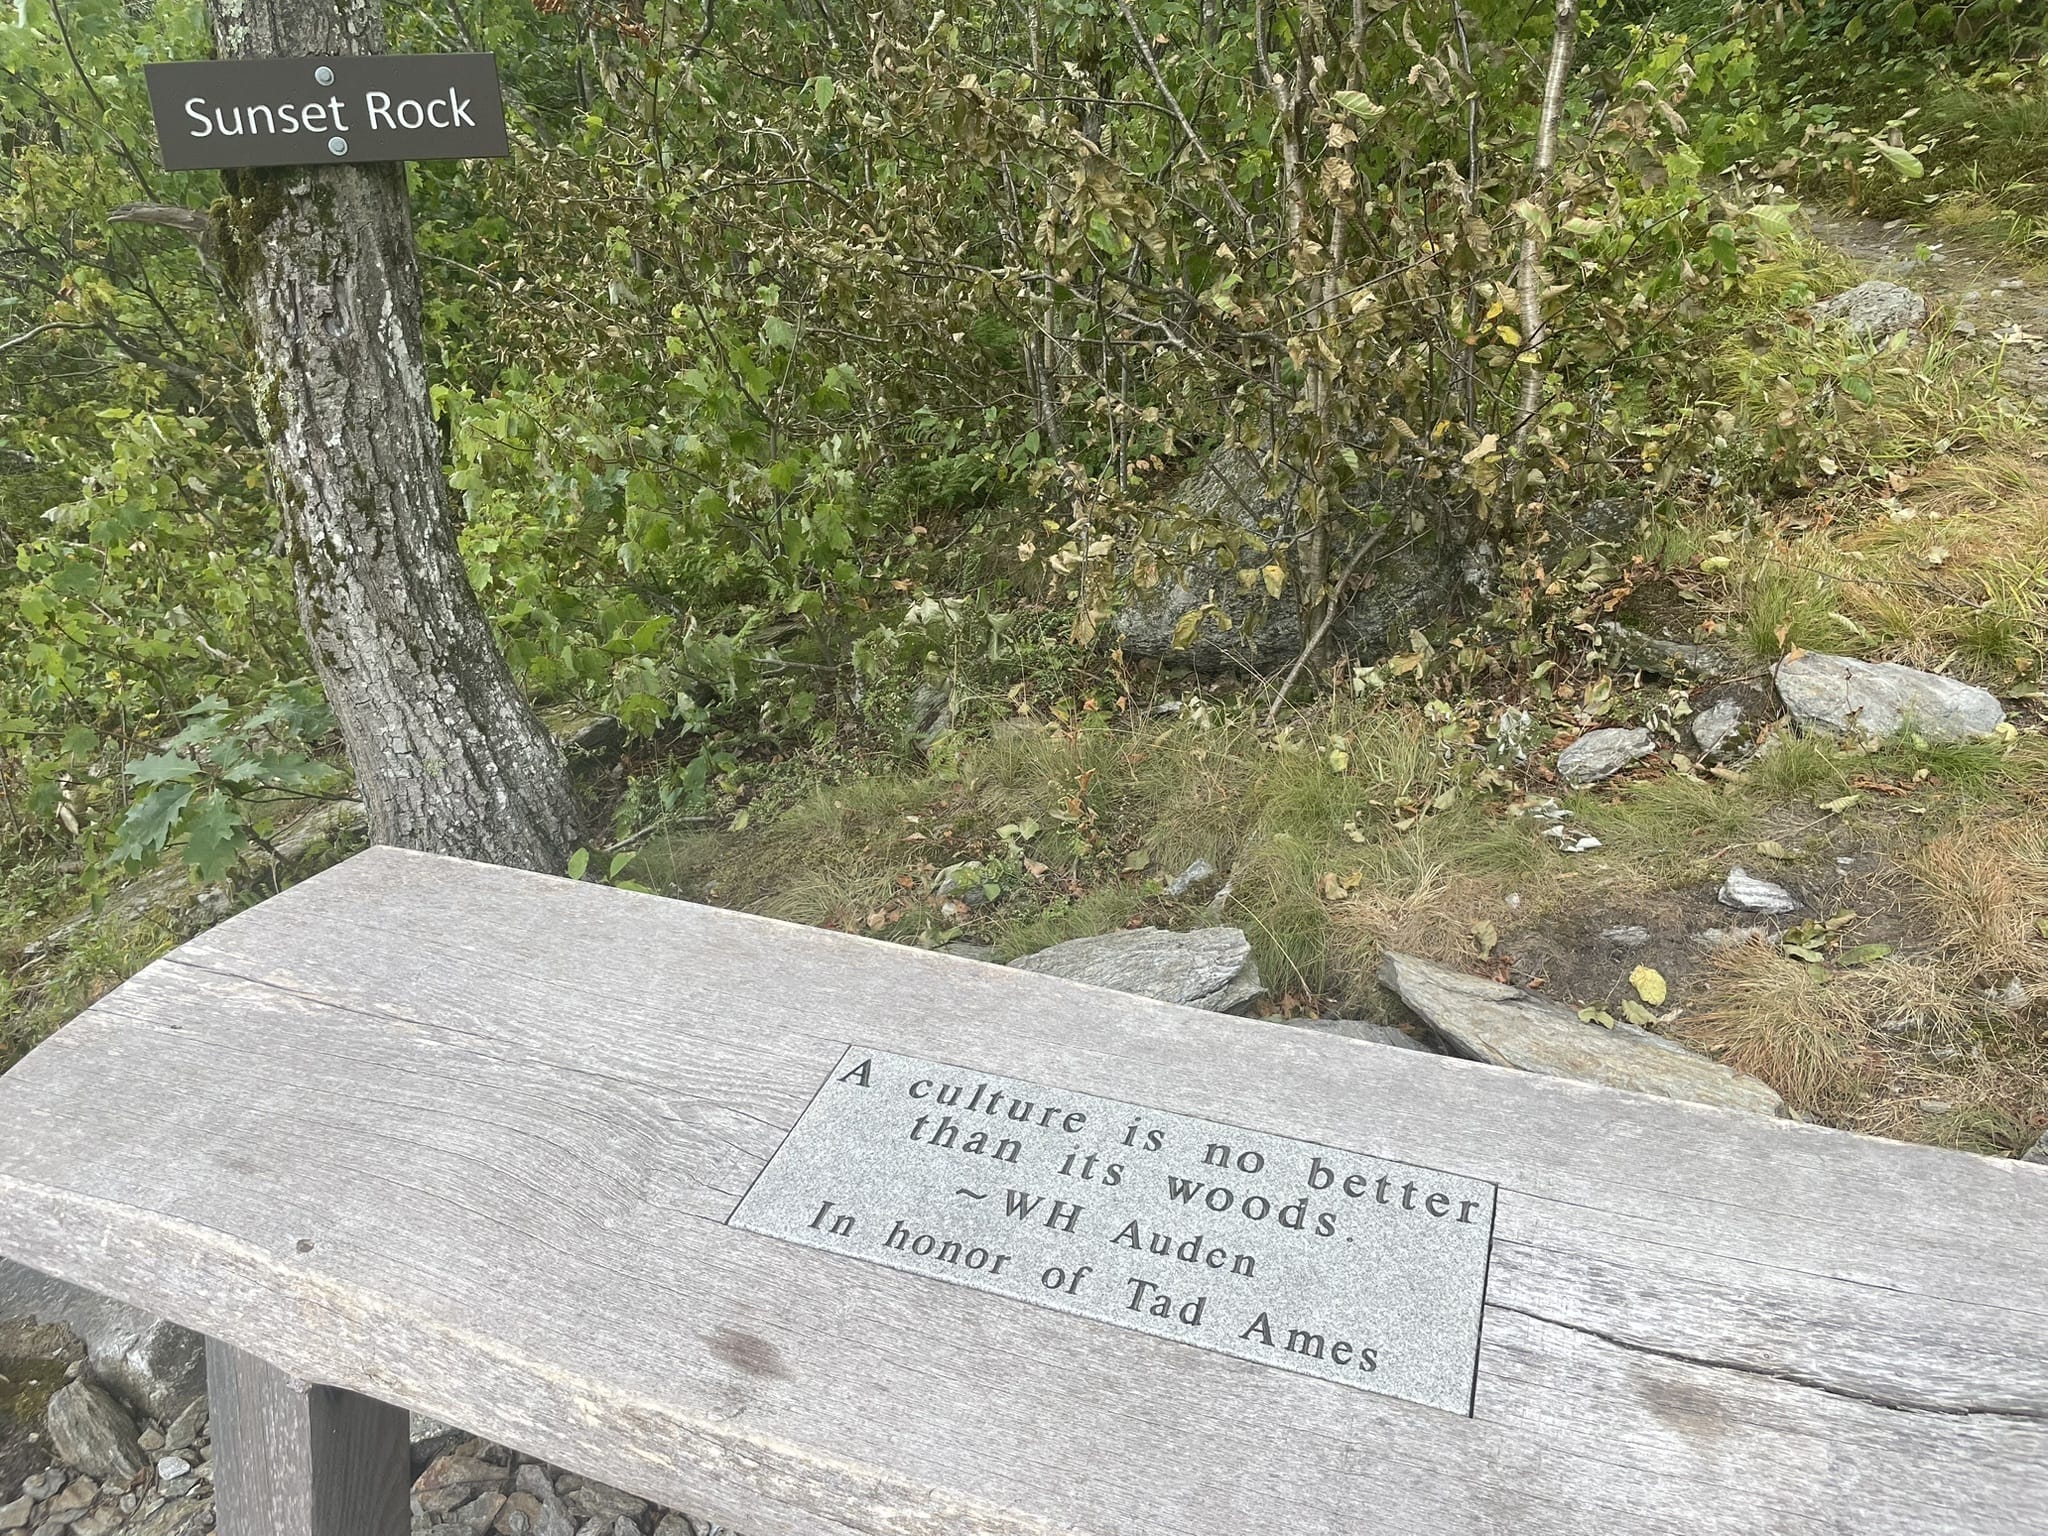 Sunset Rock
A culture is no better
than its woods.
~WH Auden
In honor of Tad Ames